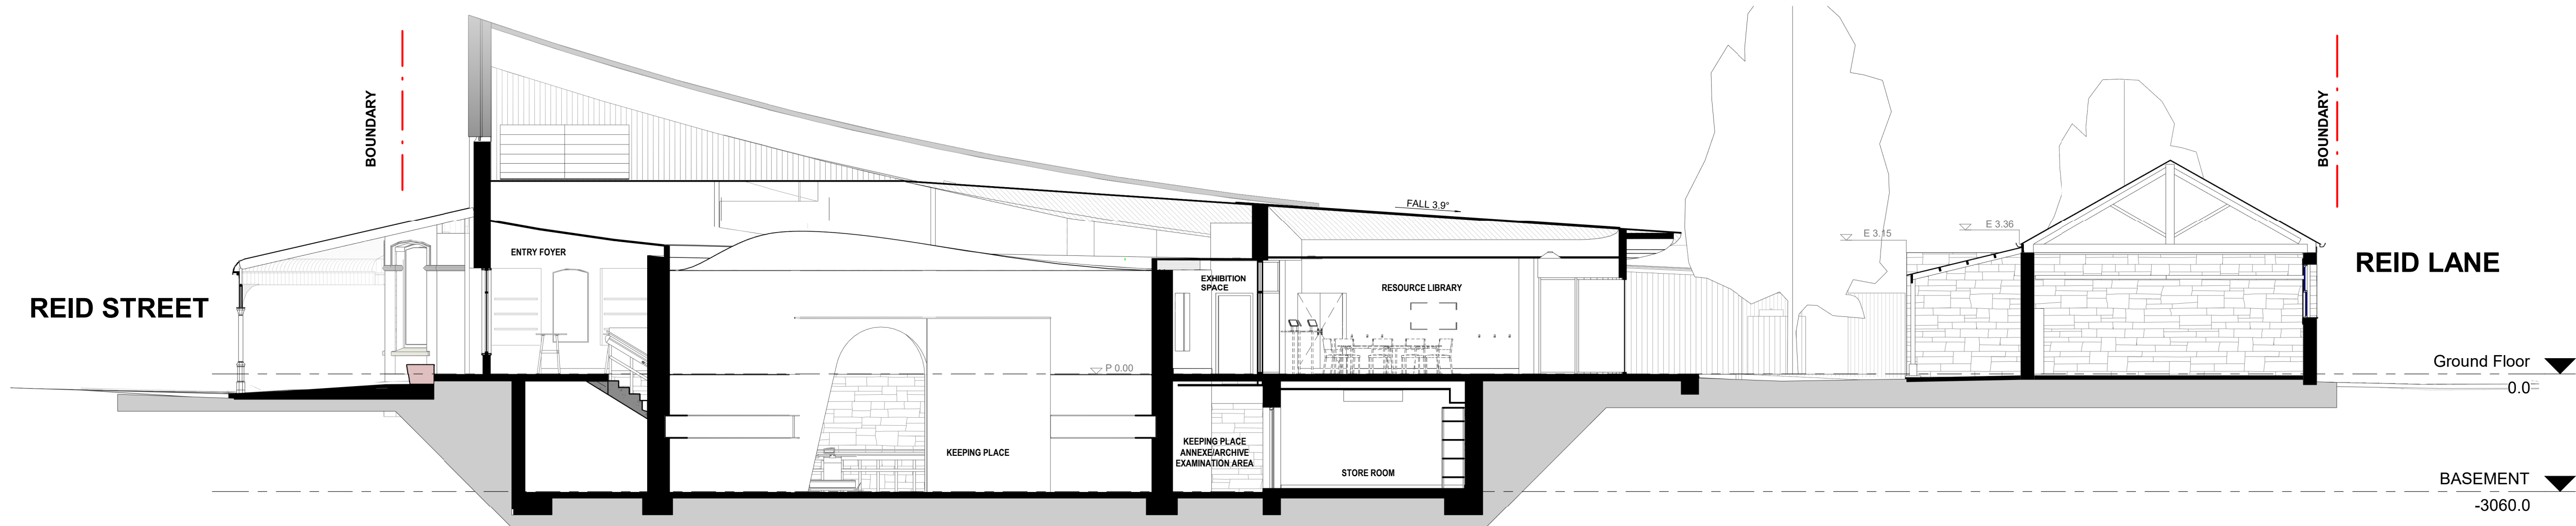 BOUNDARY
BOUNDARY
FALL 3.9°
E 3.15
E 3.36
ENTRY FOYER
EXHIBITION
SPACE
RESOURCE LIBRARY
REID STREET
REID LANE
P 0.00
Ground Floor
0.0
KEEPING PLACE
KEEPING PLACE
ANNEXE/ARCHIVE
EXAMINATION AREA
STORE ROOM
BASEMENT
-3060.0